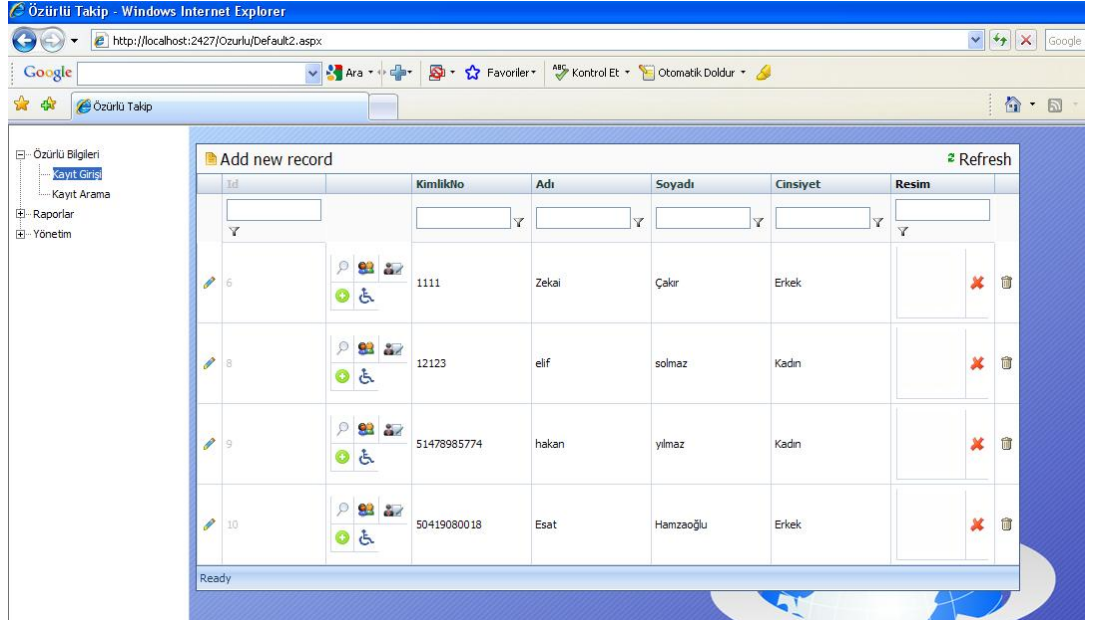 Özürlü Takip - Windows Internet Explorer
http://localhost:2427/Ozurlu/Default2.aspx
Google
Google
Ara
Favoriler
ABC
Kontrol Et
Otomatik Doldur
Özürlü Takip
Özürlü Bilgileri
Kayıt Girişi
Kayıt Arama
Raporlar
Yönetim
Add new record
Refresh
Id KimlikNo Adı Soyadı Cinsiyet Resim
6 1111 Zekai Çakır Erkek
8 12123 elif solmaz Kadın
9 51478985774 hakan yılmaz Kadın
10 50419080018 Esat Hamzaoğlu Erkek
Ready